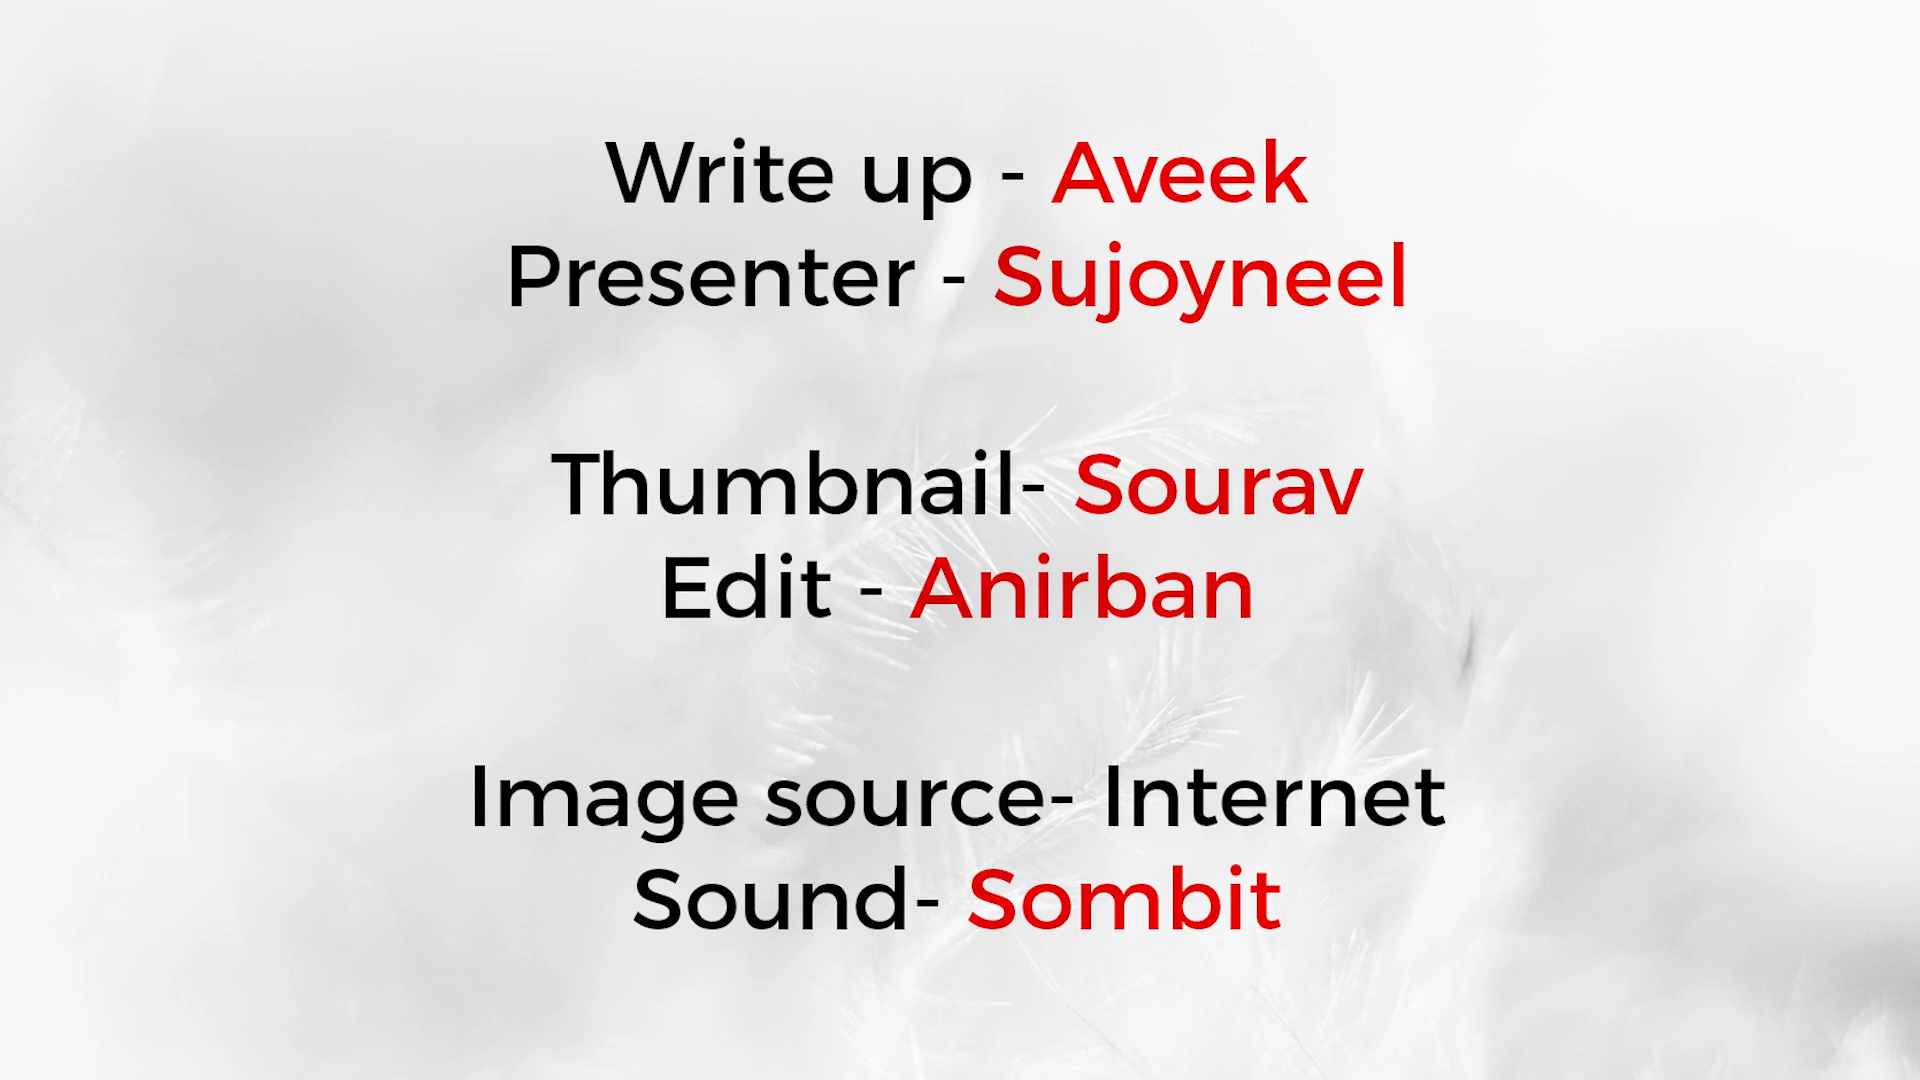 Write up - Aveek
Presenter - Sujoyneel
Thumbnail- Sourav
Edit - Anirban
Image source- Internet
Sound- Sombit